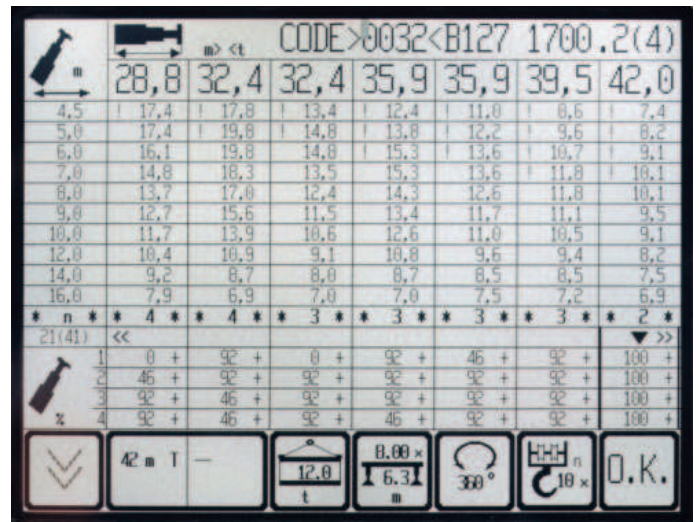 m> <t CODE>0032<B127 1700.2(4)
m 28,8 32,4 32,4 35,9 35,9 39,5 42,0
4,5 ! 17,4 ! 17,8 ! 13,4 ! 12,4 ! 11,0 ! 8,6 ! 7,4
5,0 17,4 ! 19,8 ! 14,8 ! 13,8 ! 12,2 ! 9,6 ! 8,2
6,0 16,1 19,8 14,8 ! 15,3 ! 13,6 ! 10,7 ! 9,1
7,0 14,8 18,3 13,5 15,3 13,6 ! 11,8 ! 10,1
8,0 13,7 17,0 12,4 14,3 12,6 11,8 10,1
9,0 12,7 15,6 11,5 13,4 11,7 11,1 9,5
10,0 11,7 13,9 10,6 12,6 11,0 10,5 9,1
12,0 10,4 10,9 9,1 10,8 9,6 9,4 8,2
14,0 9,2 8,7 8,0 8,7 8,5 8,5 7,5
16,0 7,9 6,9 7,0 7,0 7,5 7,2 6,9
* n * * 4 * * 4 * * 3 * * 3 * * 3 * * 3 * * 2 *
21(41) << ▼ >>
1 0 + 92 + 0 + 92 + 46 + 92 + 100 +
2 46 + 92 + 92 + 92 + 92 + 92 + 100 +
3 92 + 46 + 92 + 92 + 92 + 92 + 100 +
% 4 92 + 46 + 92 + 46 + 92 + 92 + 100 +
42 m T —
12.0
t
8.00 ×
6.3
m
360°
n
10 ×
O.K.